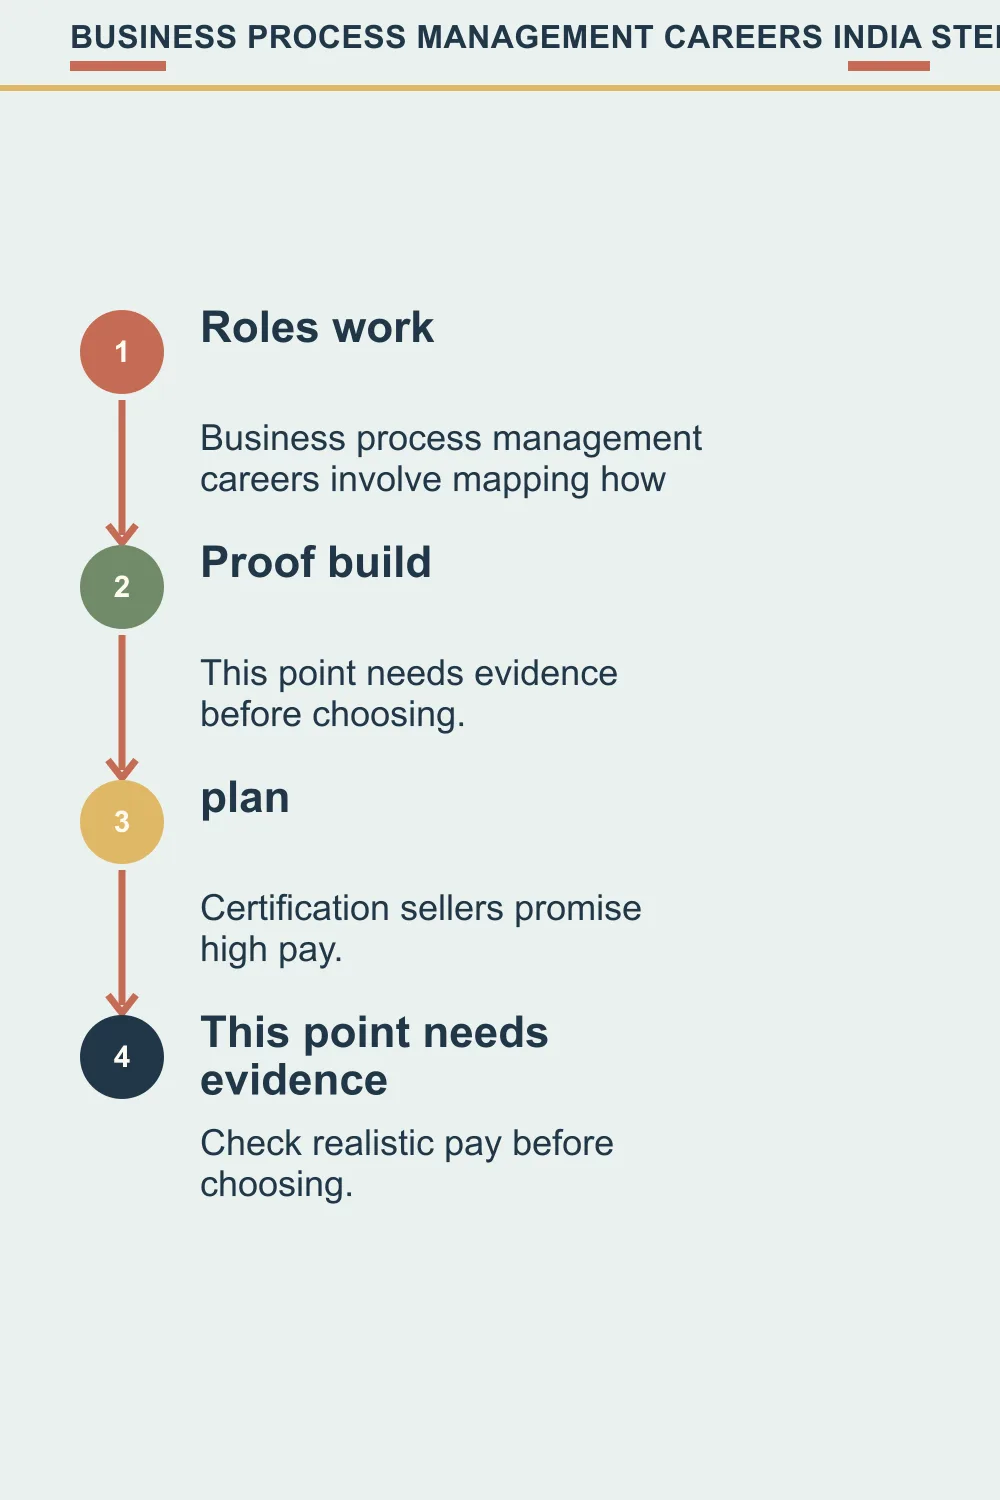 BUSINESS PROCESS MANAGEMENT CAREERS INDIA STE
1
Roles work
Business process management
careers involve mapping how
2
Proof build
This point needs evidence
before choosing.
3
plan
Certification sellers promise
high pay.
4
This point needs
evidence
Check realistic pay before
choosing.